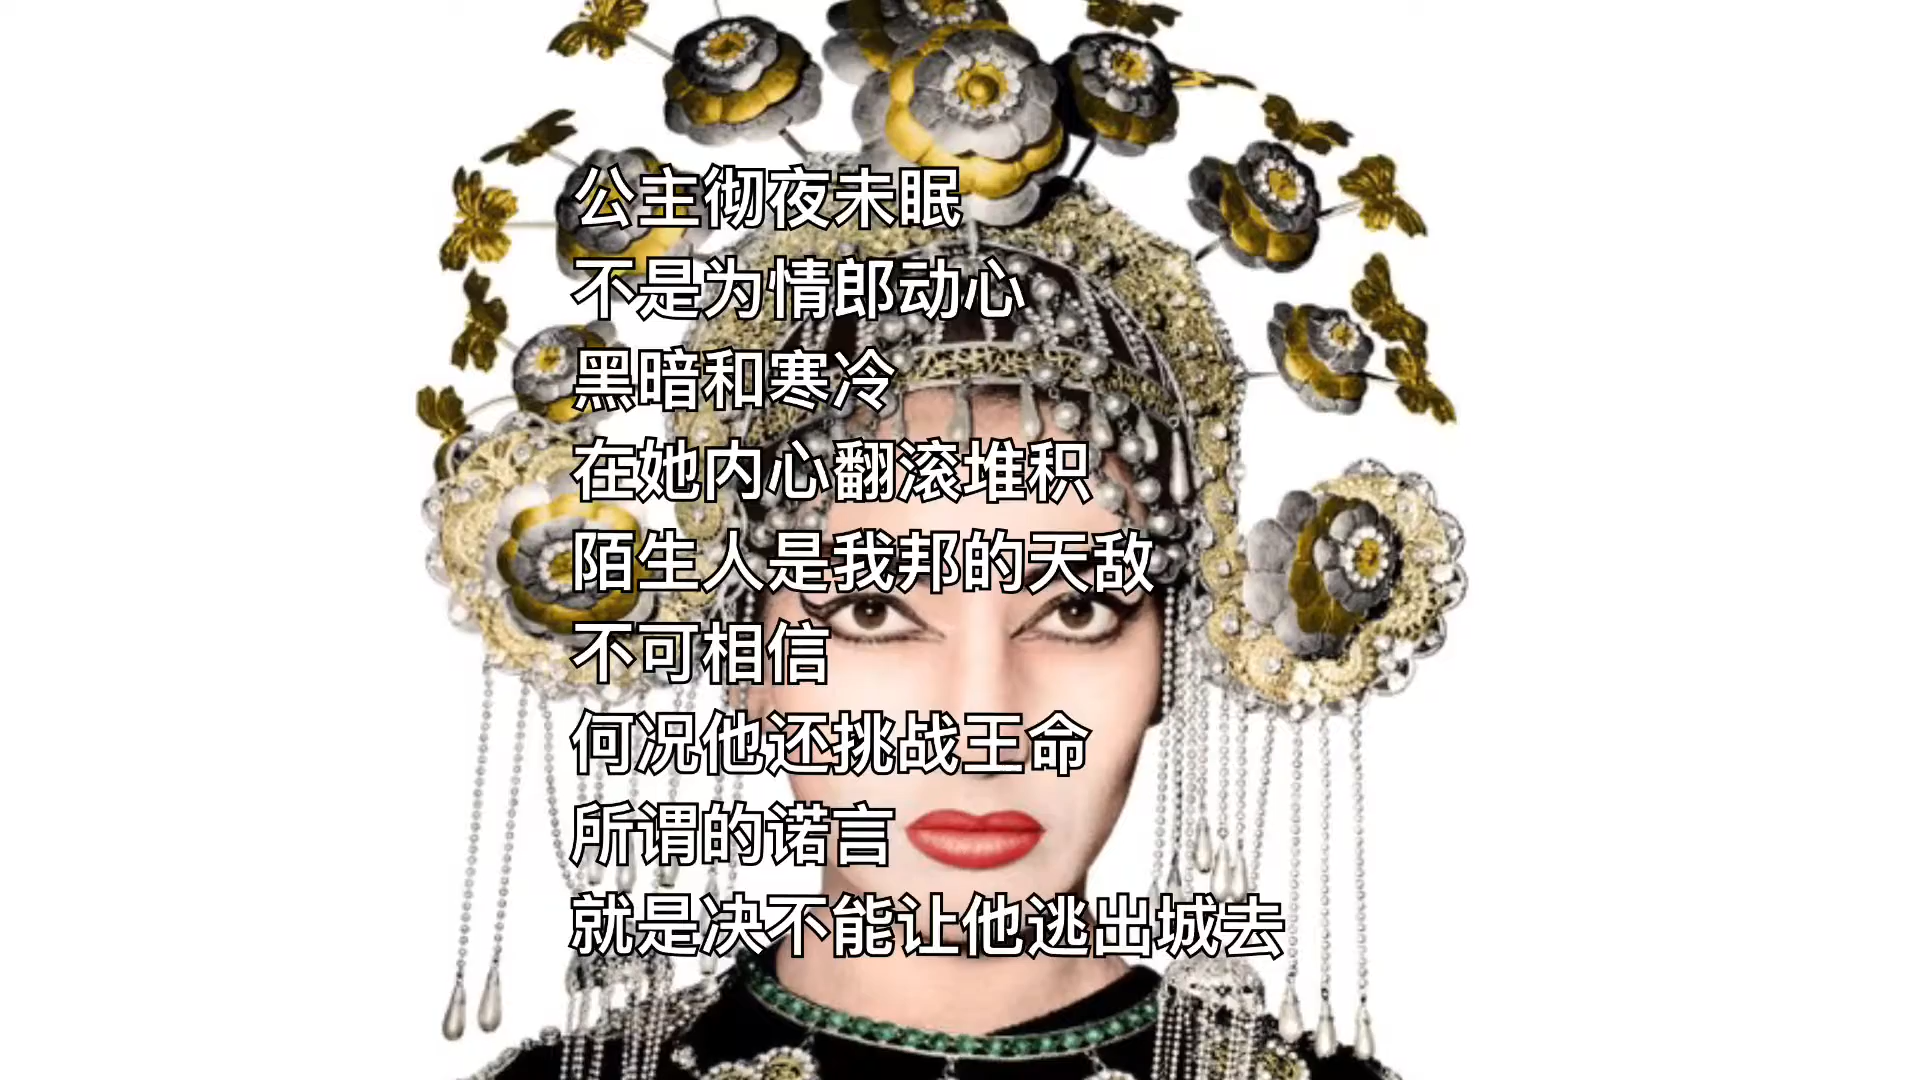 公主彻夜未眠
不是为情郎动心
黑暗和寒冷
在她内心翻滚堆积
陌生人是我邦的天敌
不可相信
何况他还挑战王命
所谓的诺言
就是决不能让他逃出城去